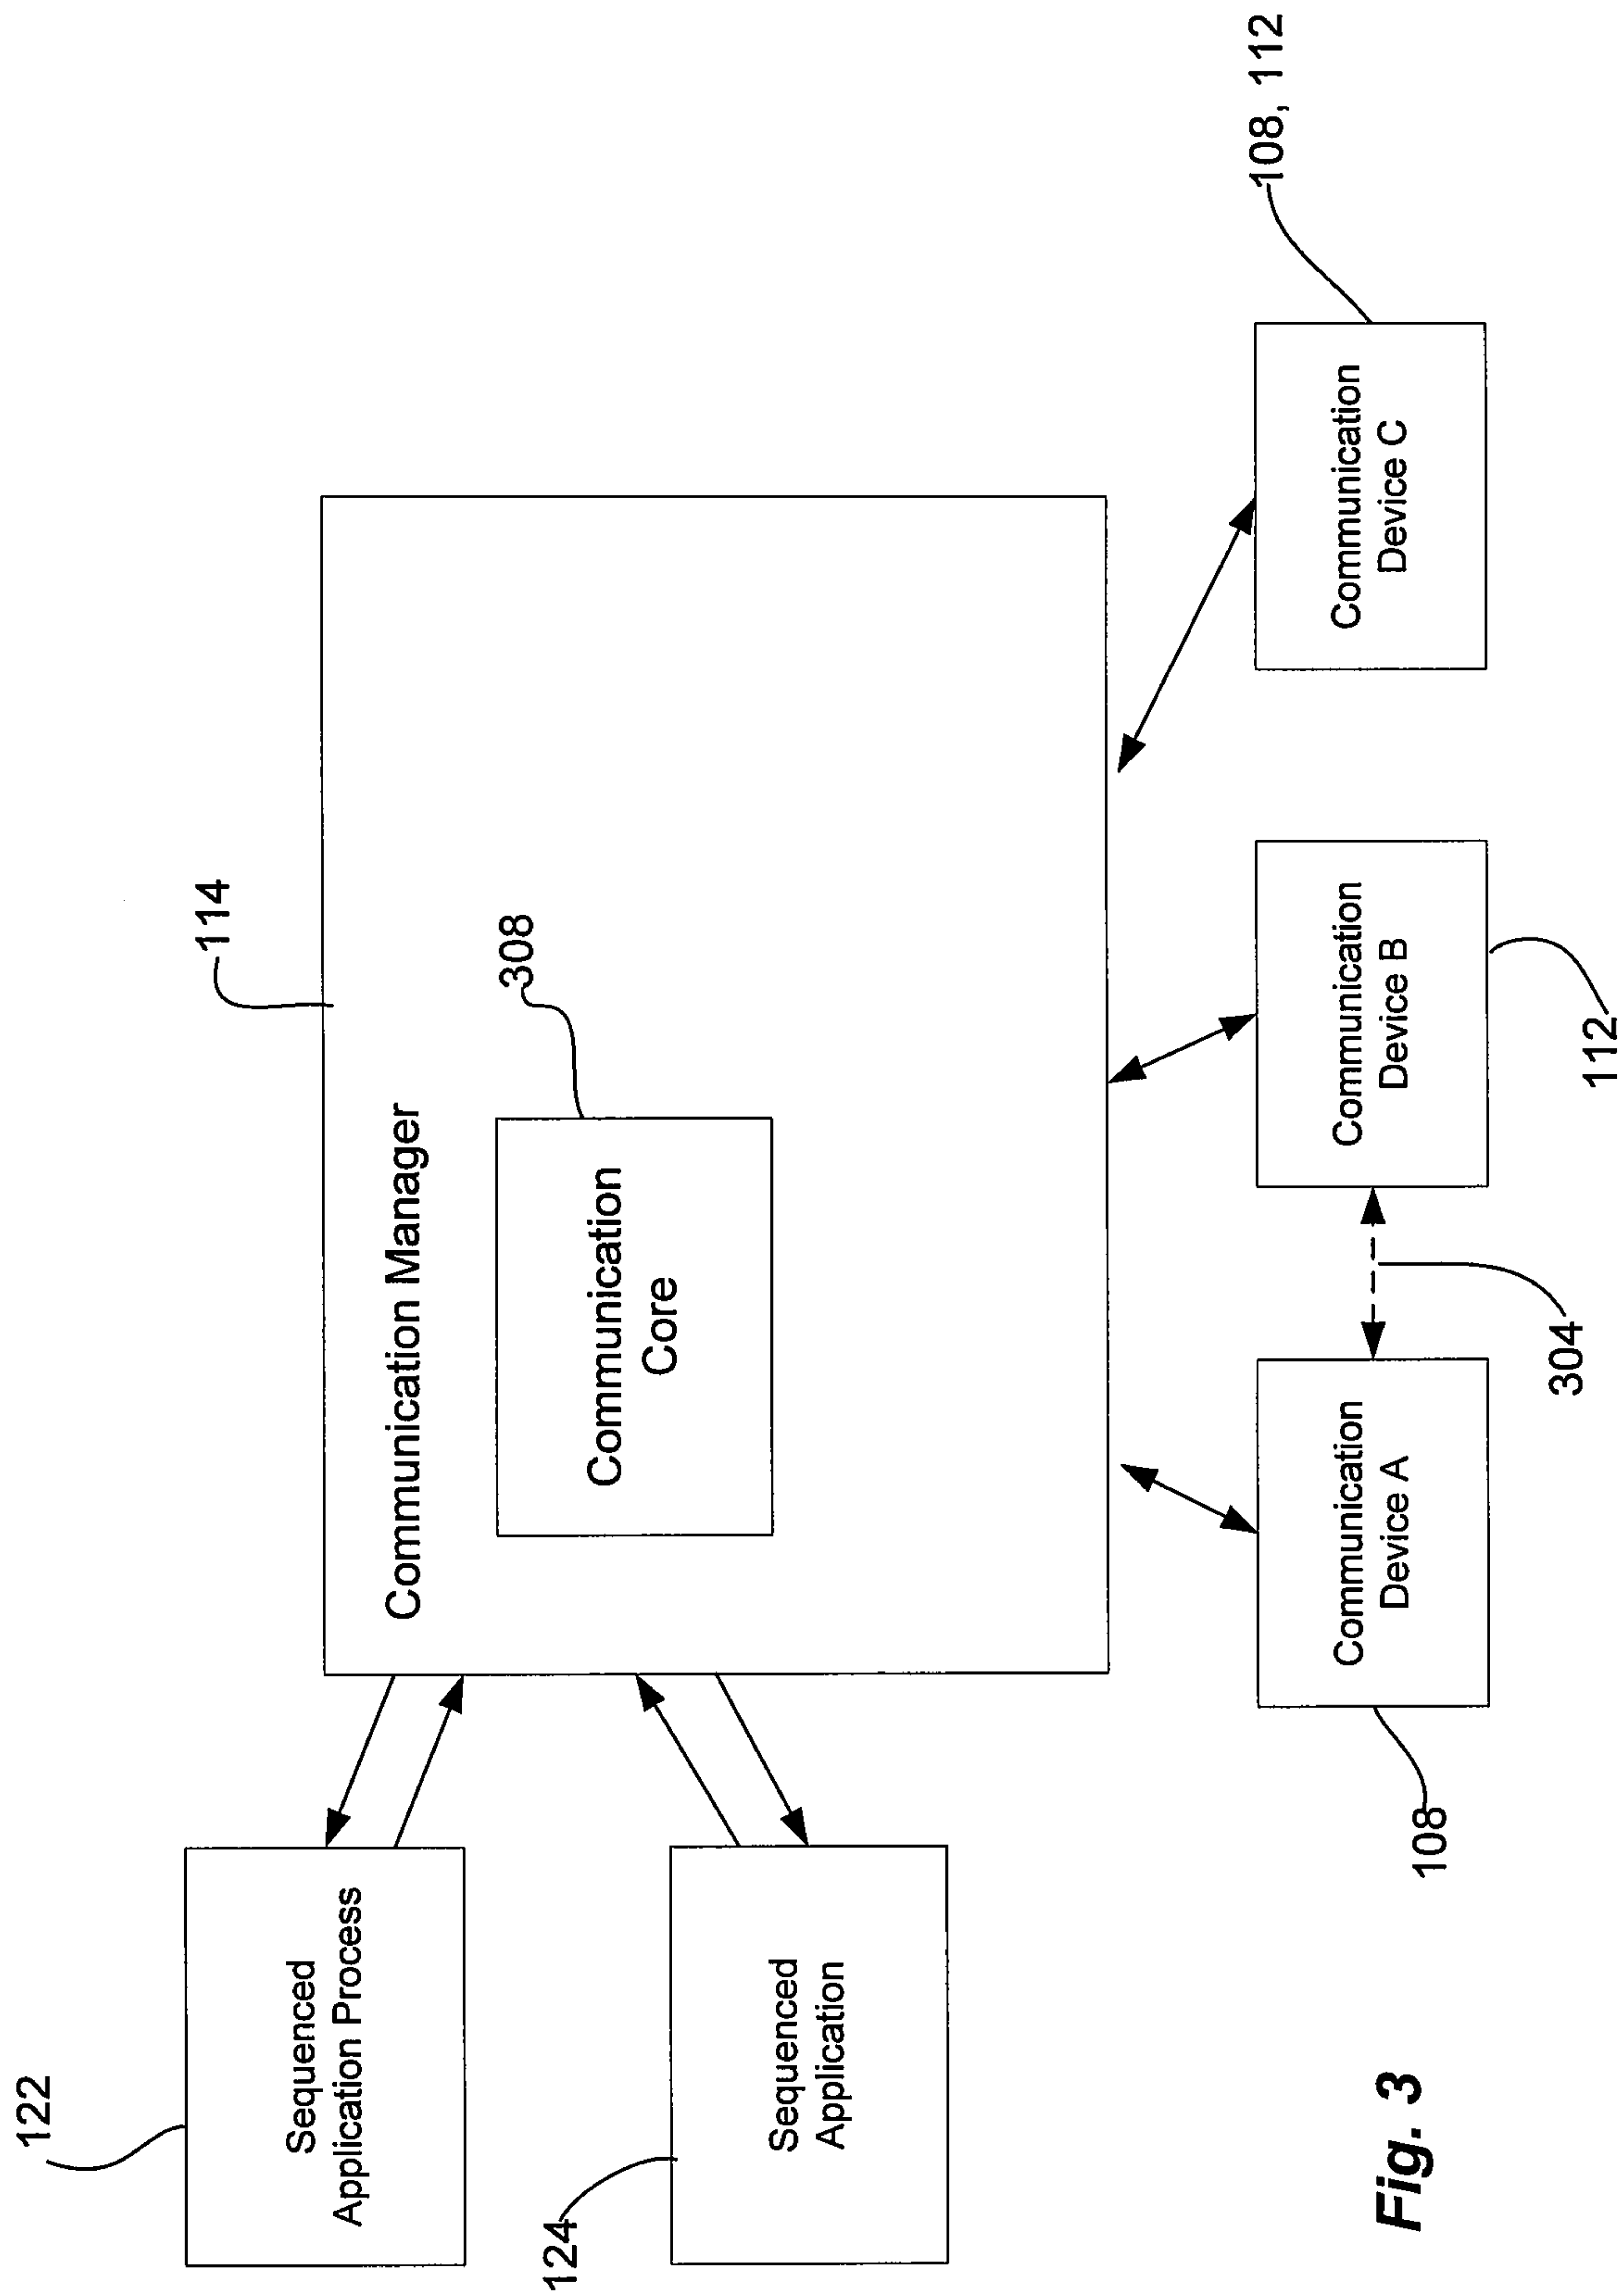 122
Sequenced
Application Process
124
Sequenced
Application
114
Communication Manager
308
Communication
Core
108
Communication
Device A
304
Communication
Device B
112
Communication
Device C
108, 112
Fig. 3